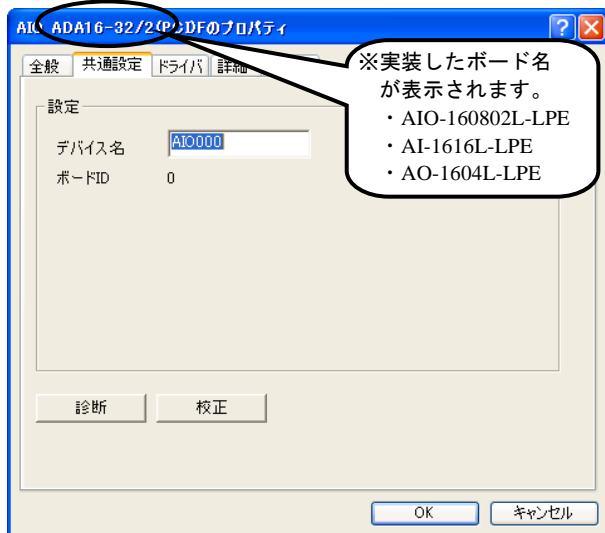 AIO ADA16-32/2(PCI)Fのプロパティ
全般 共通設定 ドライバ 詳細
※実装したボード名
が表示されます。
・AIO-160802L-LPE
・AI-1616L-LPE
・AO-1604L-LPE
設定
デバイス名 AIO000
ボードID 0
診断 校正
OK キャンセル